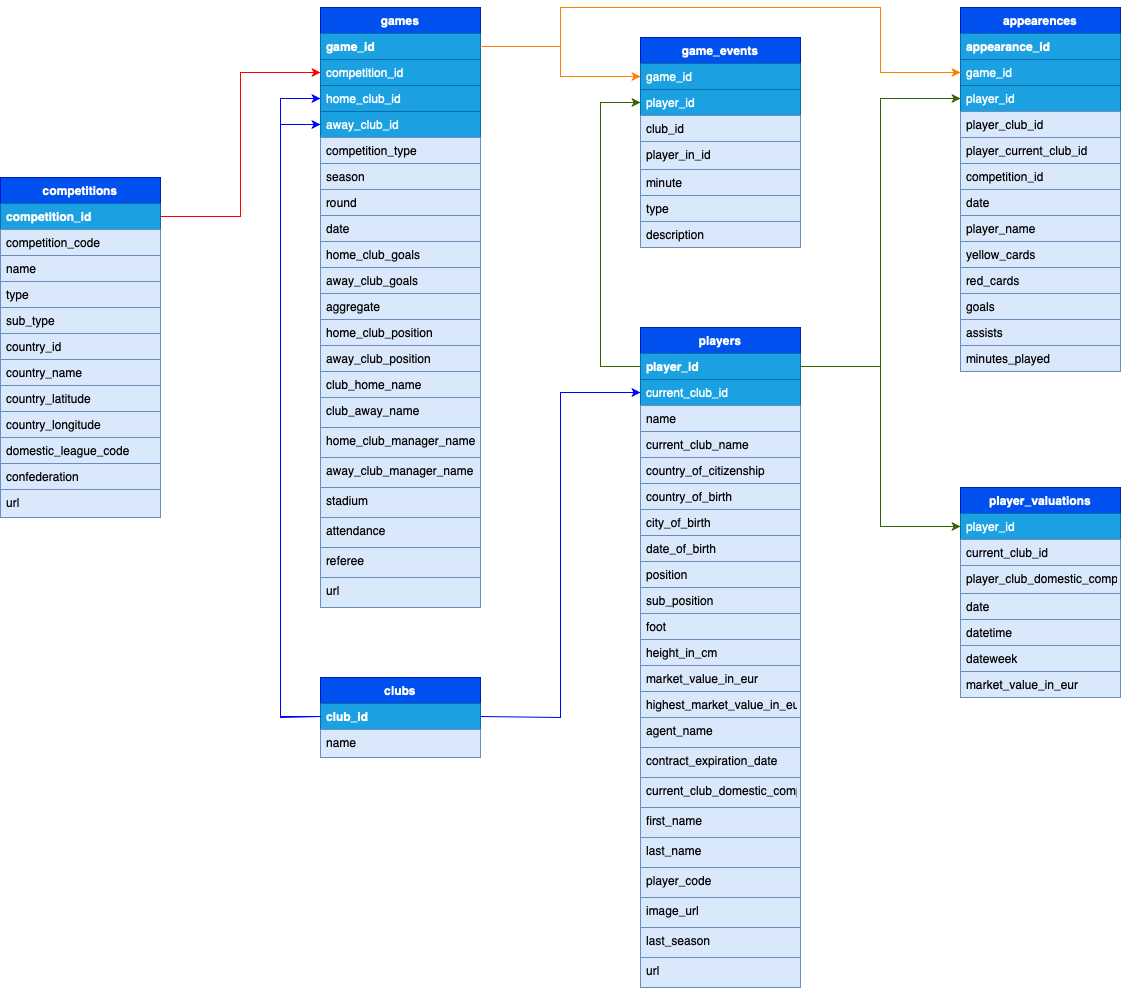 games
game_id
competition_id
home_club_id
away_club_id
competition_type
season
round
date
home_club_goals
away_club_goals
aggregate
home_club_position
away_club_position
club_home_name
club_away_name
home_club_manager_name
away_club_manager_name
stadium
attendance
referee
url
game_events
game_id
player_id
club_id
player_in_id
minute
type
description
appearences
appearance_id
game_id
player_id
player_club_id
player_current_club_id
competition_id
date
player_name
yellow_cards
red_cards
goals
assists
minutes_played
competitions
competition_id
competition_code
name
type
sub_type
country_id
country_name
country_latitude
country_longitude
domestic_league_code
confederation
url
players
player_id
current_club_id
name
current_club_name
country_of_citizenship
country_of_birth
city_of_birth
date_of_birth
position
sub_position
foot
height_in_cm
market_value_in_eur
highest_market_value_in_eu
agent_name
contract_expiration_date
current_club_domestic_com
first_name
last_name
player_code
image_url
last_season
url
player_valuations
player_id
current_club_id
player_club_domestic_comp
date
datetime
dateweek
market_value_in_eur
clubs
club_id
name